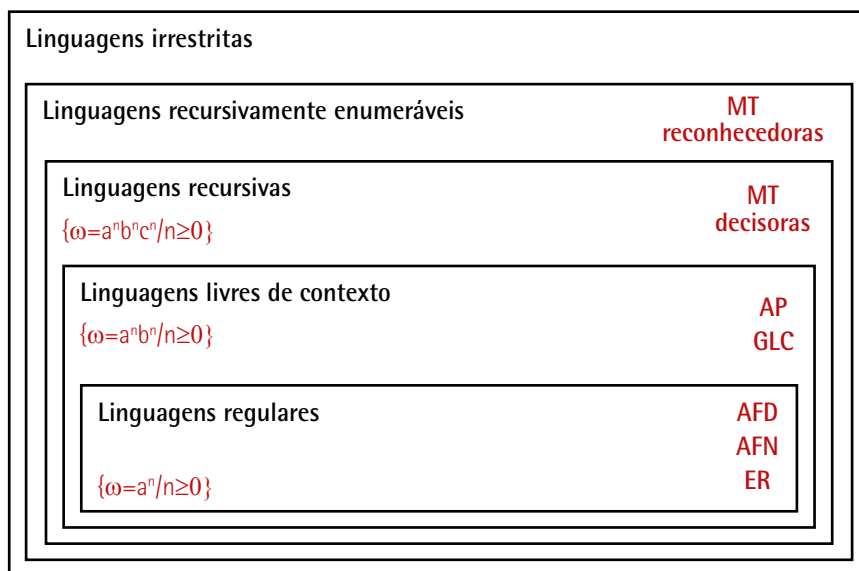 Linguagens irrestritas
Linguagens recursivamente enumeráveis
MT
reconhecedoras
Linguagens recursivas
{ω=aⁿbⁿcⁿ/n≥0}
MT
decisoras
Linguagens livres de contexto
{ω=aⁿbⁿ/n≥0}
AP
GLC
Linguagens regulares
{ω=aⁿ/n≥0}
AFD
AFN
ER